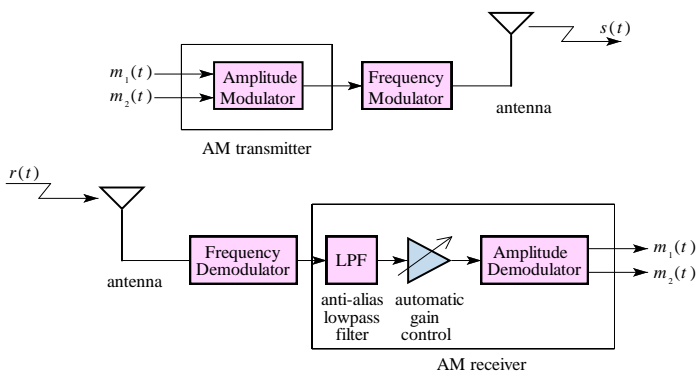 s(t)
m₁(t)
m₂(t)
Amplitude
Modulator
Frequency
Modulator
antenna
AM transmitter
r(t)
Frequency
Demodulator
LPF
Amplitude
Demodulator
m₁(t)
m₂(t)
antenna
anti-alias
lowpass
filter
automatic
gain
control
AM receiver